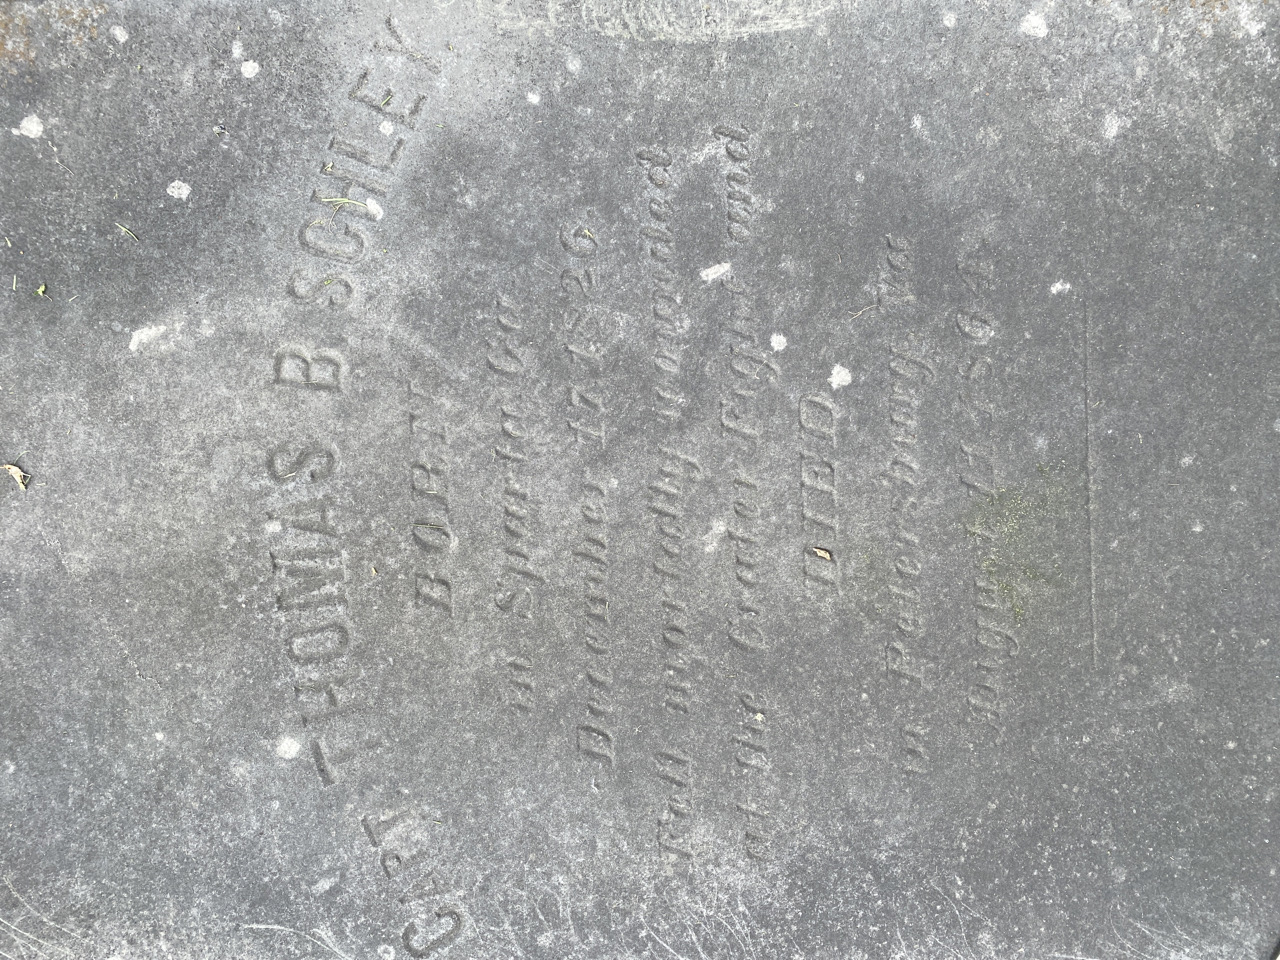 CAPT. THOMAS B. SCHLEY
BORN
in Sparta Ga.
December 17, 1826.
Fell mortally wounded
at the Crater Fight and
DIED
in Petersburg, Va
August 11, 1864.